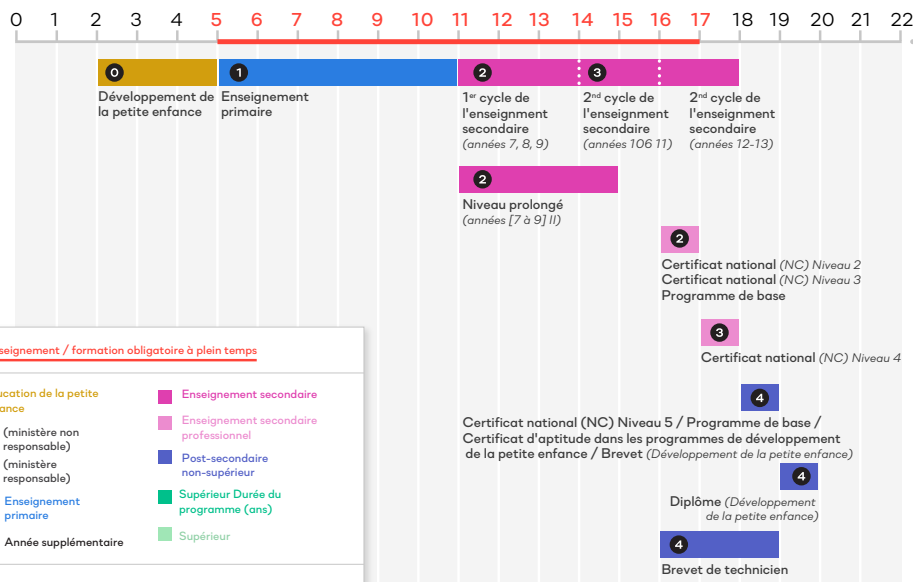 0 1 2 3 4 5 6 7 8 9 10 11 12 13 14 15 16 17 18 19 20 21 22
0 1 2 3
Développement de
la petite enfance
Enseignement
primaire
1er cycle de
l'enseignment
secondaire
(années 7, 8, 9)
2nd cycle de
l'enseignment
secondaire
(années 106 11)
2nd cycle de
l'enseignment
secondaire
(années 12-13)
2
Niveau prolongé
(années [7 à 9] II)
2
Certificat national (NC) Niveau 2
Certificat national (NC) Niveau 3
Programme de base
3
Certificat national (NC) Niveau 4
4
Certificat national (NC) Niveau 5 / Programme de base /
Certificat d'aptitude dans les programmes de développement
de la petite enfance / Brevet (Développement de la petite enfance)
4
Diplôme (Développement
de la petite enfance)
4
Brevet de technicien
seignement / formation obligatoire à plein temps
ucation de la petite
ance
(ministère non
responsable)
(ministère
responsable)
Enseignement
primaire
Année supplémentaire
Enseignement secondaire
Enseignement secondaire
professionnel
Post-secondaire
non-supérieur
Supérieur Durée du
programme (ans)
Supérieur